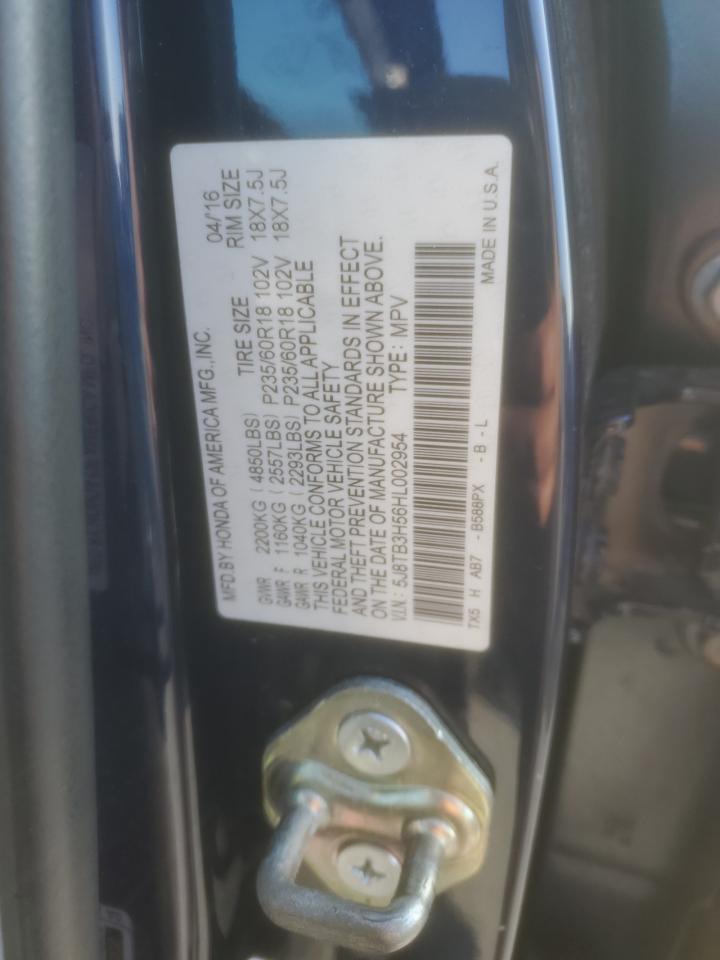 MFD.BY HONDA OF AMERICA MFG.,INC. 04/'16
TIRE SIZE RIM SIZE
GVWR 2200KG (4850LBS)
GAWR F 1160KG (2557LBS) P235/60R18 102V 18X7.5J
GAWR R 1040KG (2293LBS) P235/60R18 102V 18X7.5J
THIS VEHICLE CONFORMS TO ALL APPLICABLE
FEDERAL MOTOR VEHICLE SAFETY
AND THEFT PREVENTION STANDARDS IN EFFECT
ON THE DATE OF MANUFACTURE SHOWN ABOVE.
V.I.N.: 5J8TB3H56HL002954 TYPE: MPV
TX5 H AB7 -B588PX -B-L MADE IN U.S.A.